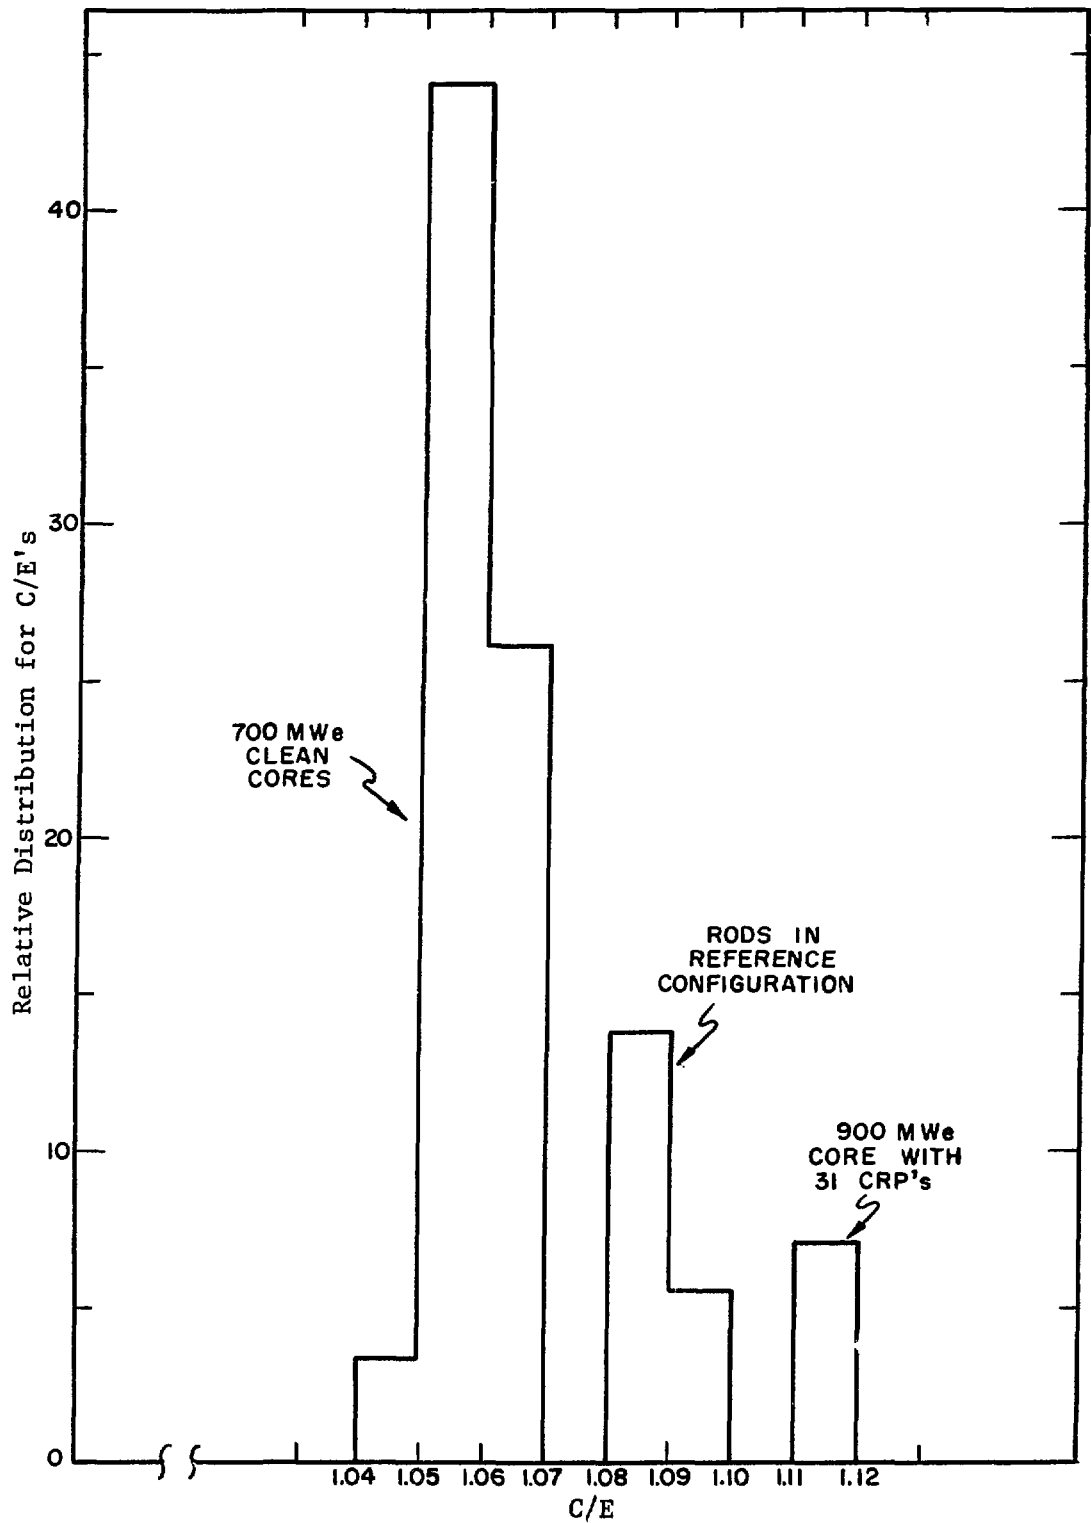 40
30
20
10
0
Relative Distribution for C/E's
700 MWe
CLEAN
CORES
RODS IN
REFERENCE
CONFIGURATION
900 MWe
CORE WITH
31 CRP's
1.04 1.05 1.06 1.07 1.08 1.09 1.10 1.11 1.12
C/E